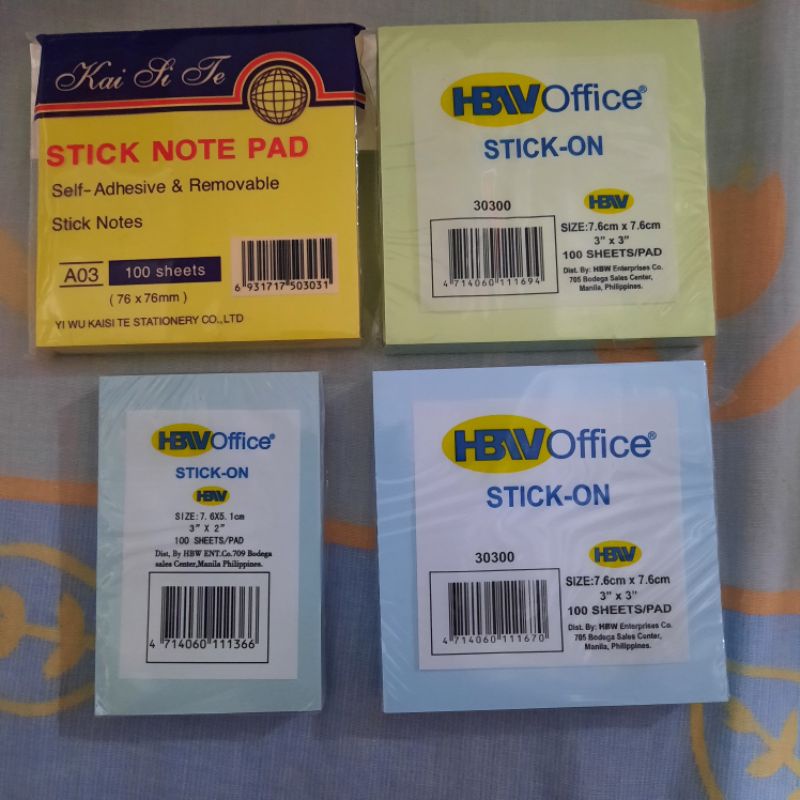 Kai Si Te
STICK NOTE PAD
Self-Adhesive & Removable
Stick Notes
A03 100 sheets
(76 x 76mm)
6 931717 503031
YI WU KAISI TE STATIONERY CO.,LTD
HBW Office®
STICK-ON
30300
HBW
4 714060 111694
SIZE:7.6cm x 7.6cm
3" x 3"
100 SHEETS/PAD
Dist. By: HBW Enterprises Co.
705 Bodega Sales Center,
Manila, Philippines.
HBW Office®
STICK-ON
HBW
SIZE:7.6X5.1cm
3" X 2"
100 SHEETS/PAD
Dist, By HBW ENT.Co.709 Bodega
sales Center,Manila Philippines.
4 714060 111366
HBW Office®
STICK-ON
30300
HBW
4 714060 111670
SIZE:7.6cm x 7.6cm
3" x 3"
100 SHEETS/PAD
Dist. By: HBW Enterprises Co.
705 Bodega Sales Center,
Manila, Philippines.